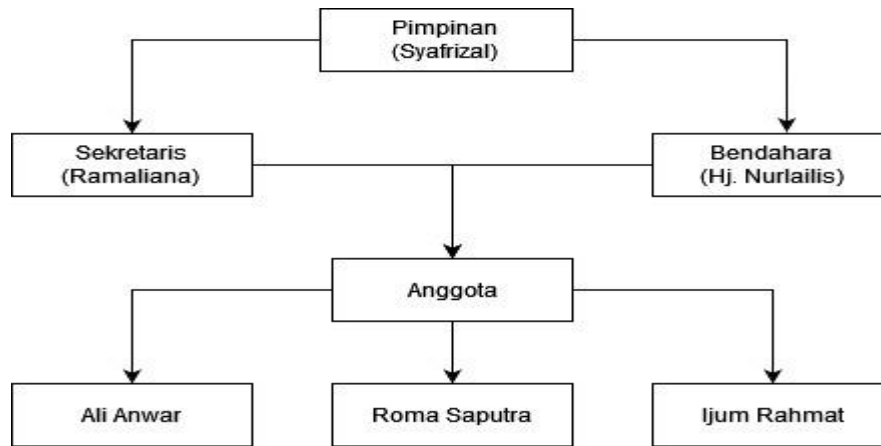 Pimpinan
(Syafrizal)
Sekretaris
(Ramaliana)
Bendahara
(Hj. Nurlailis)
Anggota
Ali Anwar
Roma Saputra
Ijum Rahmat